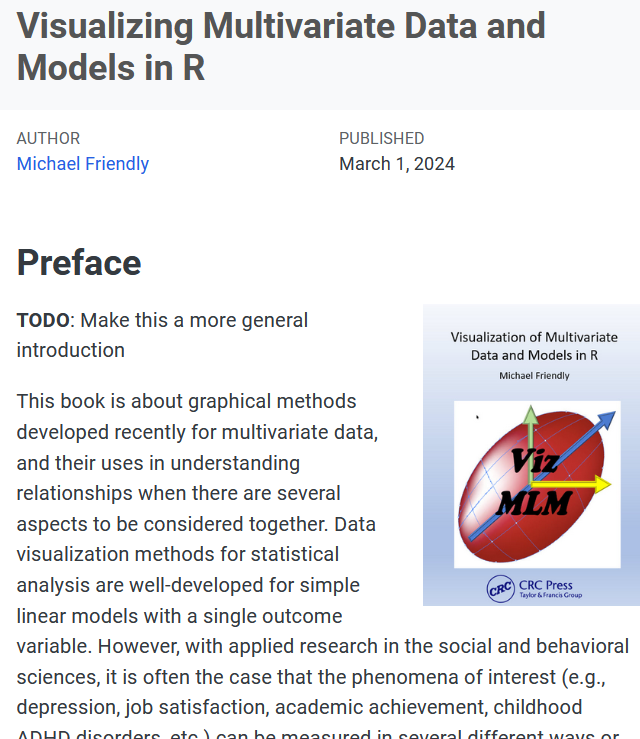 Visualizing Multivariate Data and
Models in R
AUTHOR
Michael Friendly
PUBLISHED
March 1, 2024
Preface
TODO: Make this a more general
introduction
Visualization of Multivariate
Data and Models in R
Michael Friendly
Viz
MLM
CRC
CRC Press
Taylor & Francis Group
This book is about graphical methods
developed recently for multivariate data,
and their uses in understanding
relationships when there are several
aspects to be considered together. Data
visualization methods for statistical
analysis are well-developed for simple
linear models with a single outcome
variable. However, with applied research in the social and behavioral
sciences, it is often the case that the phenomena of interest (e.g.,
depression, job satisfaction, academic achievement, childhood
ADHD disorders, etc.) can be measured in several different ways or